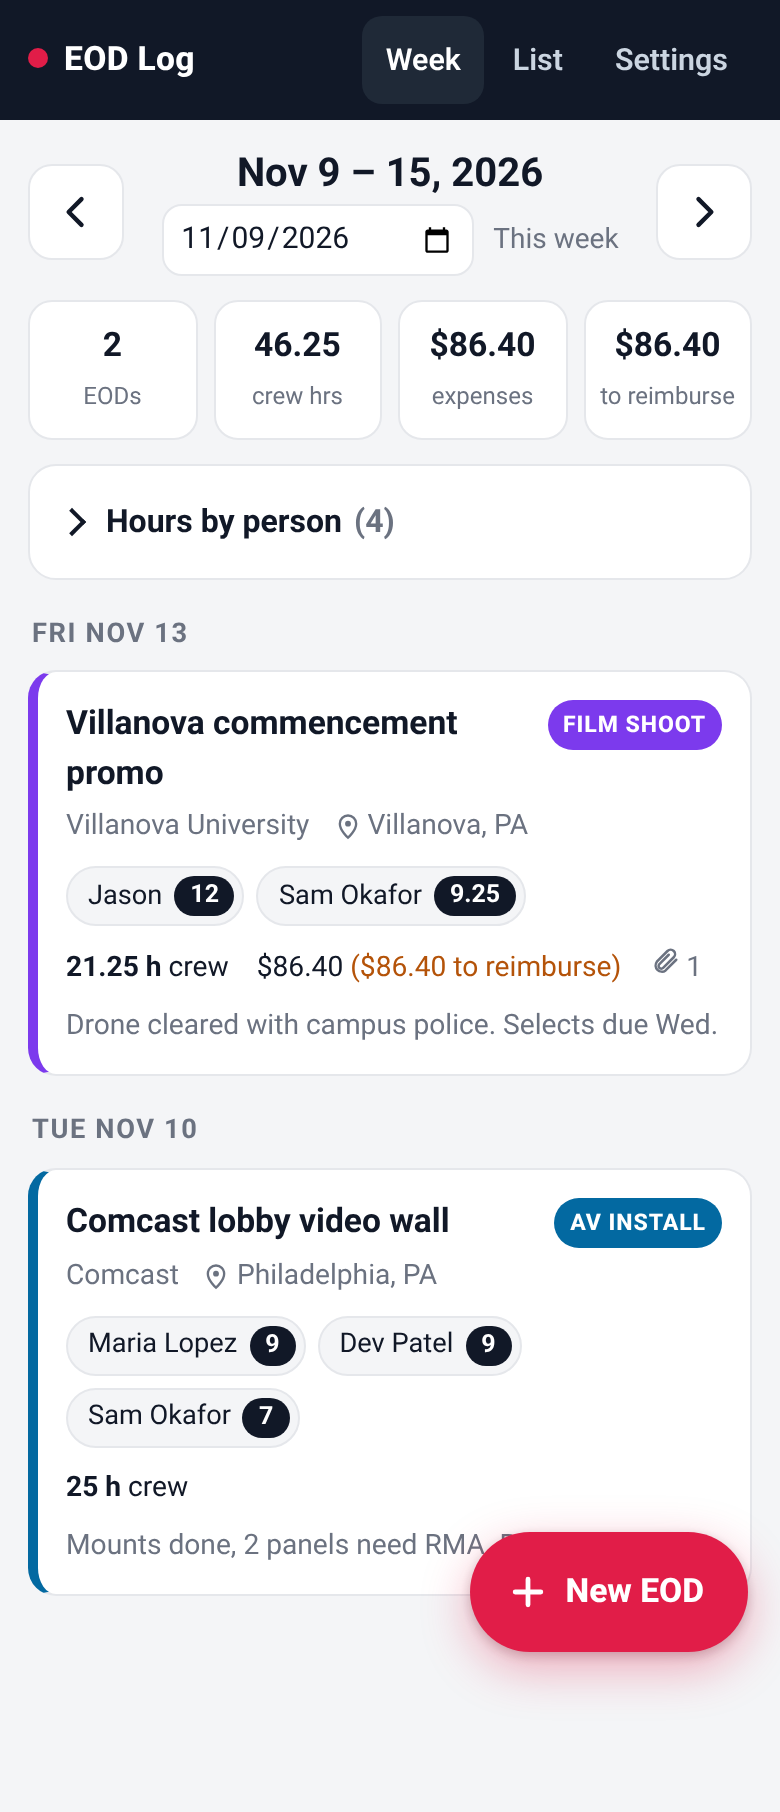 EOD Log
Week
List
Settings
Nov 9 – 15, 2026
11/09/2026
This week
2
EODs
46.25
crew hrs
$86.40
expenses
$86.40
to reimburse
Hours by person (4)
FRI NOV 13
Villanova commencement
promo
FILM SHOOT
Villanova University
Villanova, PA
Jason 12
Sam Okafor 9.25
21.25 h crew
$86.40 ($86.40 to reimburse)
1
Drone cleared with campus police. Selects due Wed.
TUE NOV 10
Comcast lobby video wall
AV INSTALL
Comcast
Philadelphia, PA
Maria Lopez 9
Dev Patel 9
Sam Okafor 7
25 h crew
Mounts done, 2 panels need RMA.
+ New EOD